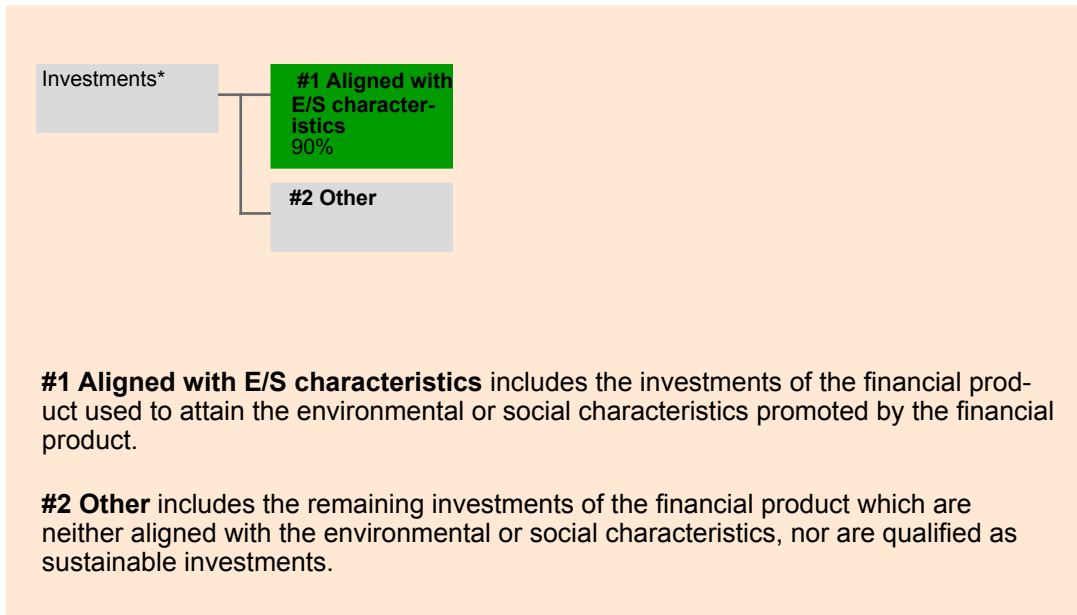 Investments*
#1 Aligned with
E/S character-
istics
90%
#2 Other
#1 Aligned with E/S characteristics includes the investments of the financial prod-
uct used to attain the environmental or social characteristics promoted by the financial
product.
#2 Other includes the remaining investments of the financial product which are
neither aligned with the environmental or social characteristics, nor are qualified as
sustainable investments.